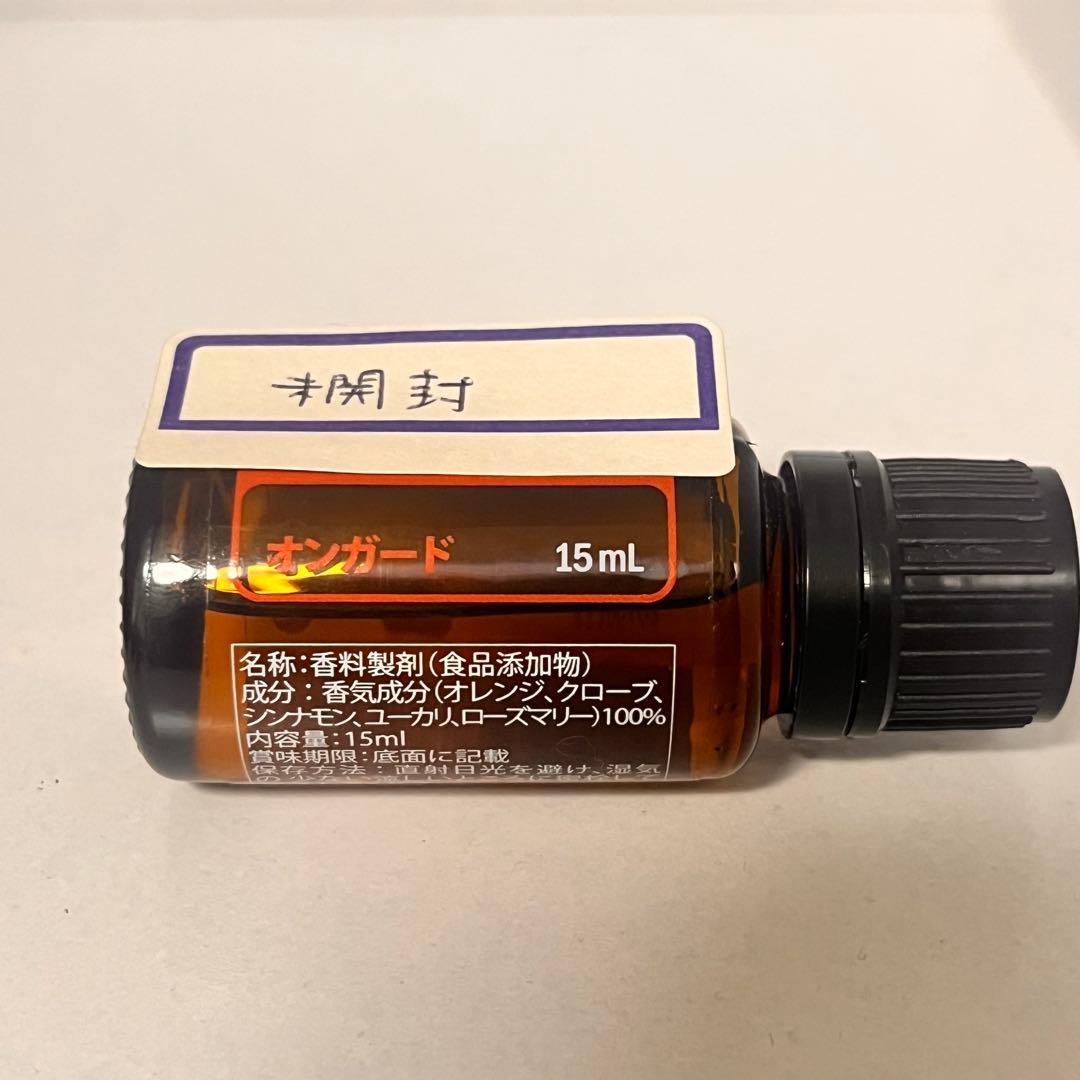 未開封
オンガード 15mL
名称：香料製剤（食品添加物）
成分：香気成分（オレンジ、クローブ、
シンナモン、ユーカリ、ローズマリー）100%
内容量：15ml
賞味期限：底面に記載
保存方法：直射日光を避け、湿気